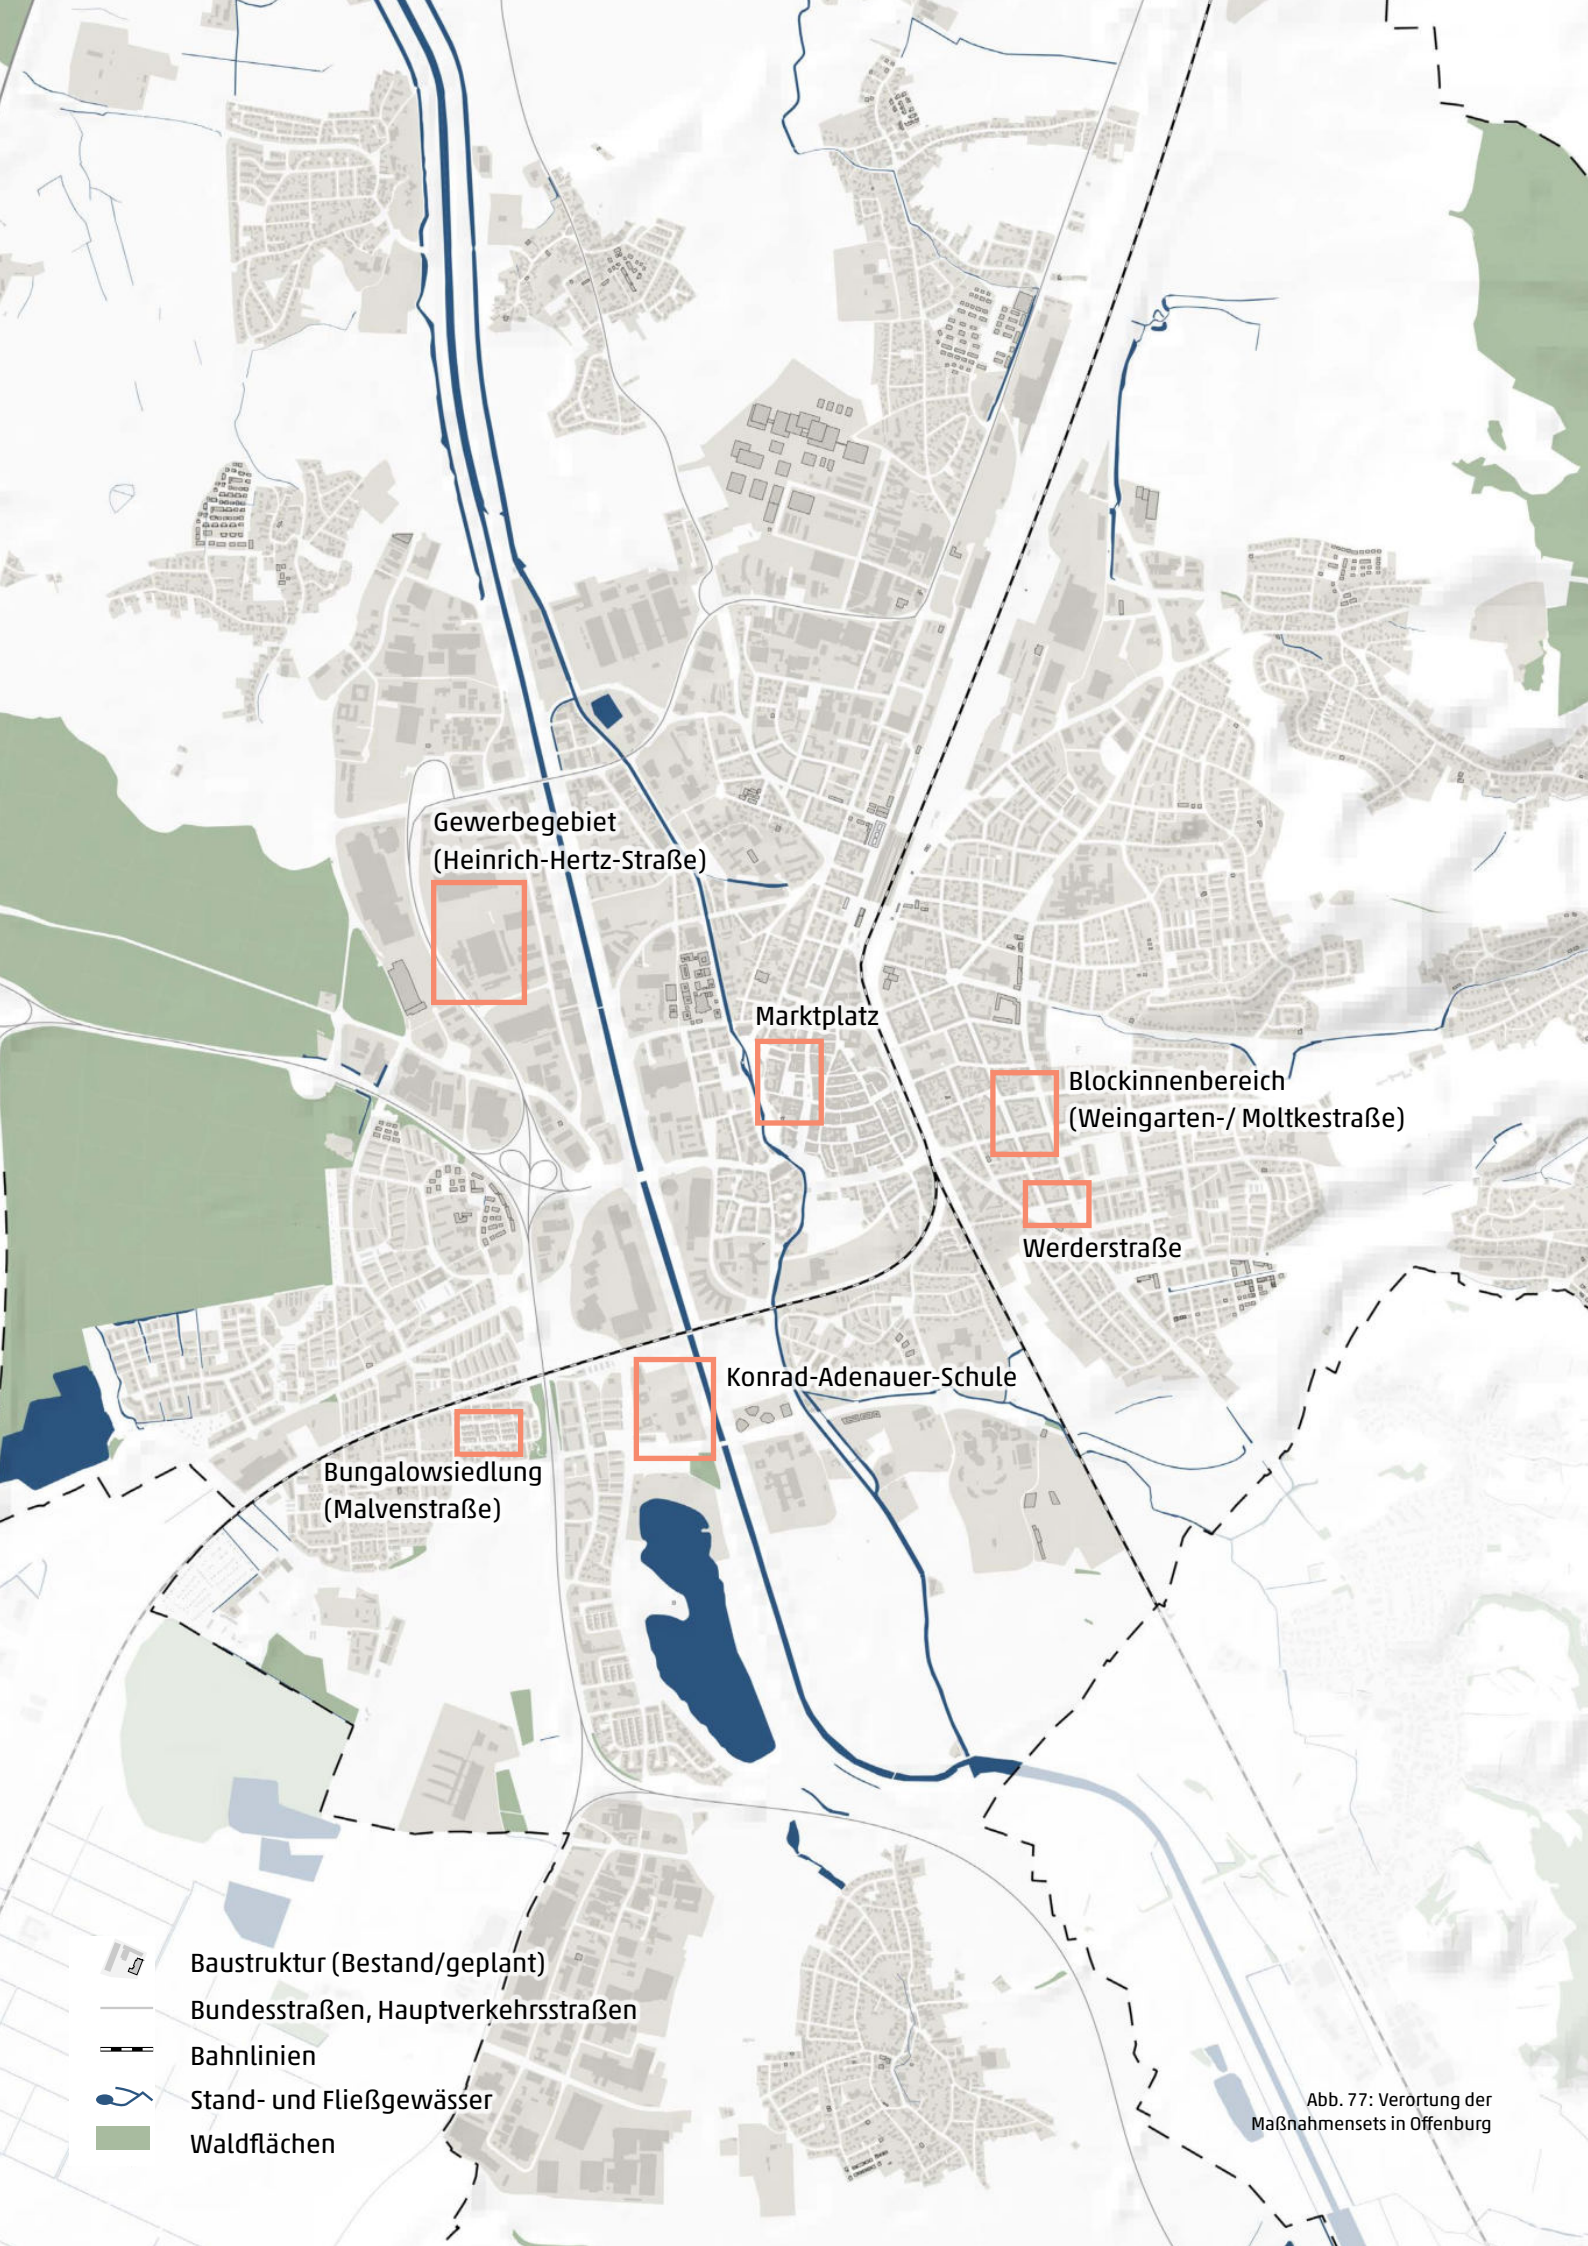 Gewerbegebiet
(Heinrich-Hertz-Straße)
Marktplatz
Blockinnenbereich
(Weingarten-/ Moltkestraße)
Werderstraße
Konrad-Adenauer-Schule
Bungalowsiedlung
(Malvenstraße)
Baustruktur (Bestand/geplant)
Bundesstraßen, Hauptverkehrsstraßen
Bahnlinien
Stand- und Fließgewässer
Waldflächen
Abb. 77: Verortung der
Maßnahmensets in Offenburg